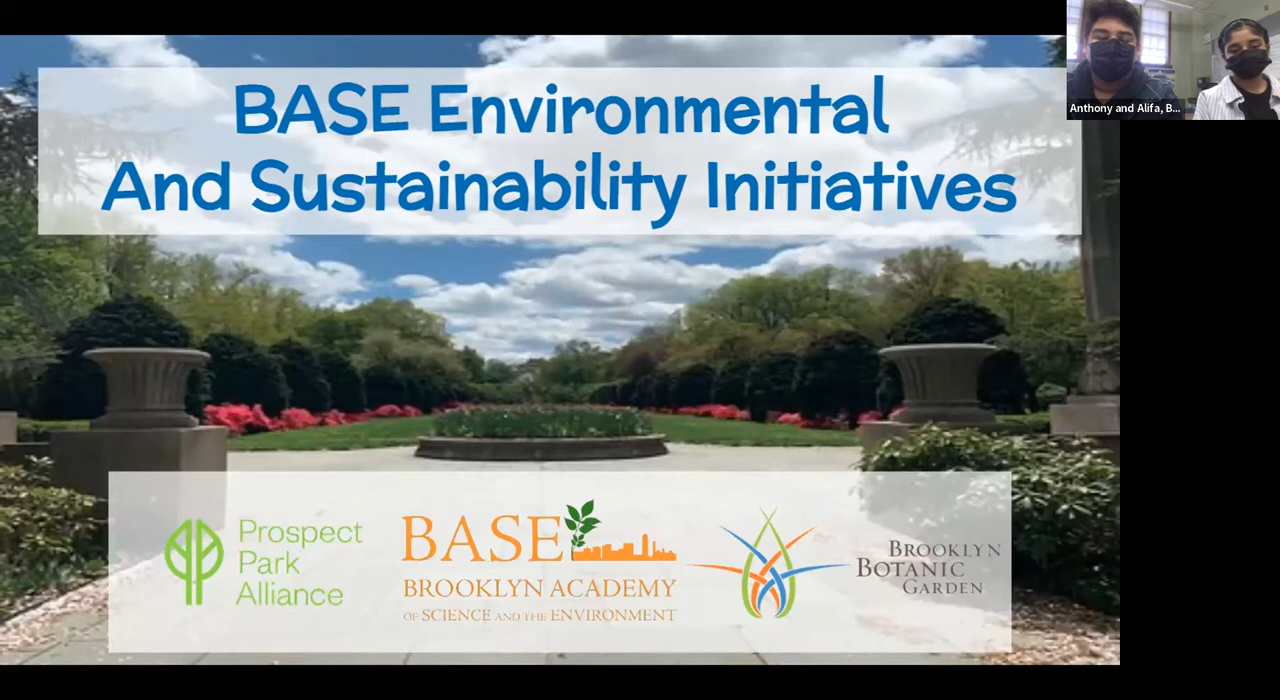 BASE Environmental
And Sustainability Initiatives
Anthony and Alifa, B...
Prospect
Park
Alliance
BASE
BROOKLYN ACADEMY
OF SCIENCE AND THE ENVIRONMENT
BROOKLYN
BOTANIC
GARDEN